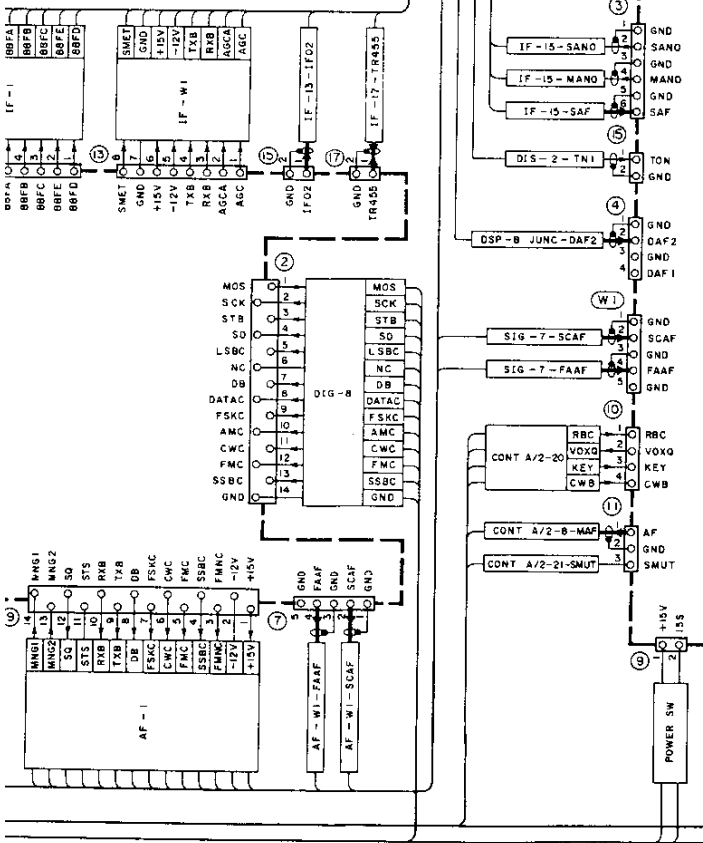 88FA
88FB
88FC
88FE
88FD
IF-1
4 3 2 1
88FA
88FB
88FC
88FE
88FD
SMET
GND
+15V
-12V
TXB
RXB
AGCA
AGC
IF-W1
13
8 7 6 5 4 3 2 1
SMET
GND
+15V
-12V
TXB
RXB
AGCA
AGC
IF-13-IF02
2 1
GND
IF02
IF-17-TR455
17
2 1
GND
TR455
3
1 GND
IF-15-SANO 2 SANO
3 GND
IF-15-MANO 4 MANO
5 GND
IF-15-SAF 6 SAF
15
DIS-2-TN1 1 TON
2 GND
4
1 GND
DSP-8 JUNC-DAF2 2 DAF2
3 GND
4 DAF1
W1
1 GND
SIG-7-SCAF 2 SCAF
3 GND
SIG-7-FAAF 4 FAAF
5 GND
10
CONT A/2-20
RBC 1 RBC
VOXQ 2 VOXQ
KEY 3 KEY
CWB 4 CWB
11
CONT A/2-8-MAF 1 AF
2 GND
CONT A/2-21-SMUT 3 SMUT
9
+15V
15S
1 2
POWER SW
2
DIG-8
MOS 1 MOS
SCK 2 SCK
STB 3 STB
SO 4 SO
LSBC 5 LSBC
NC 6 NC
DB 7 DB
DATAC 8 DATAC
FSKC 9 FSKC
AMC 10 AMC
CWC 11 CWC
FMC 12 FMC
SSBC 13 SSBC
GND 14 GND
MNG1
MNG2
SQ
STS
RXB
TXB
DB
FSKC
CWC
FMC
SSBC
FMNC
-12V
+15V
14 13 12 11 10 9 8 7 6 5 4 3 2 1
MNG1
MNG2
SQ
STS
RXB
TXB
DB
FSKC
CWC
FMC
SSBC
FMNC
-12V
+15V
AF-1
7
GND
FAAF
GND
SCAF
GND
5 4 3 2 1
AF-W1-FAAF
AF-W1-SCAF